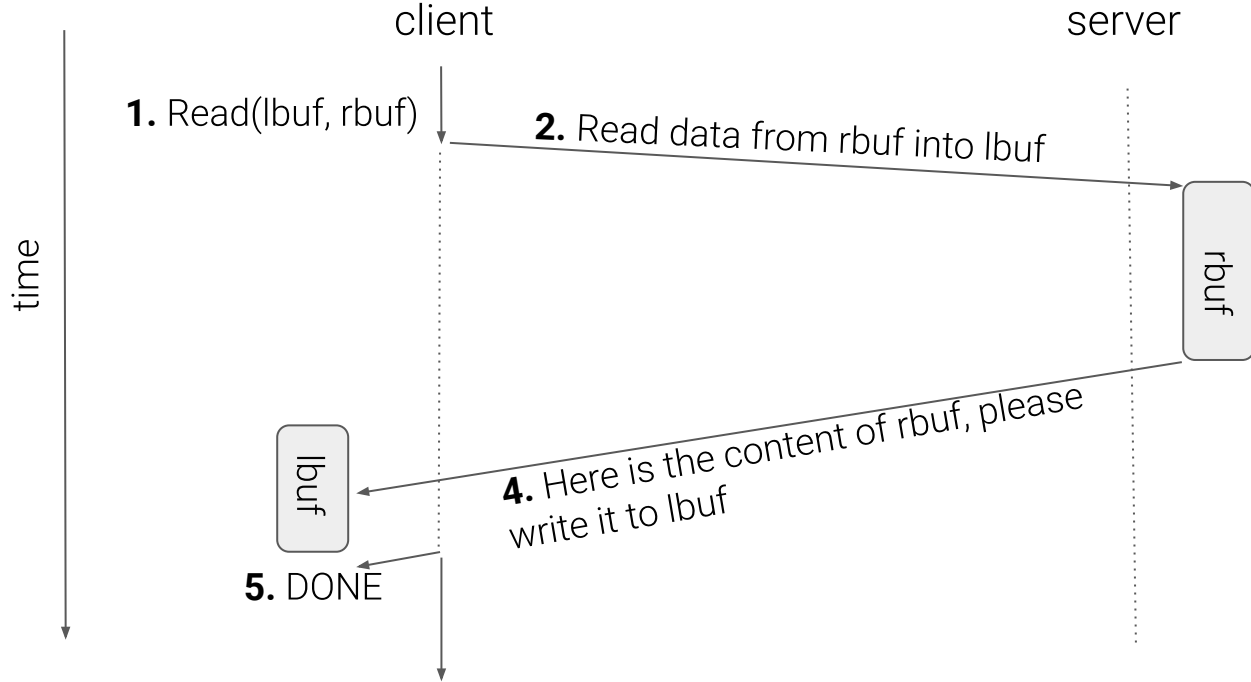 client
server
1. Read(lbuf, rbuf)
2. Read data from rbuf into lbuf
time
rbuf
4. Here is the content of rbuf, please
write it to lbuf
lbuf
5. DONE